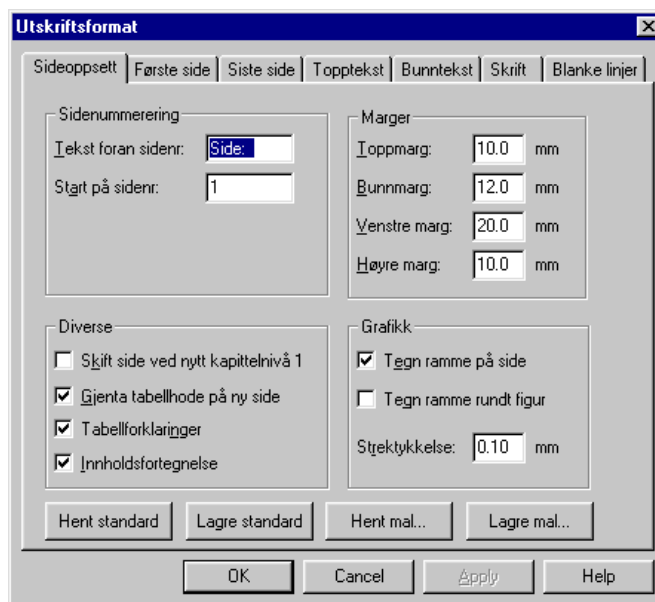 Utskriftsformat
Sideoppsett Første side Siste side Topptekst Bunntekst Skrift Blanke linjer
Sidenummerering
Tekst foran sidenr: Side:
Start på sidenr: 1
Marger
Toppmarg: 10.0 mm
Bunnmarg: 12.0 mm
Venstre marg: 20.0 mm
Høyre marg: 10.0 mm
Diverse
Skift side ved nytt kapittelnivå 1
Gjenta tabellhode på ny side
Tabellforklaringer
Innholdsfortegnelse
Grafikk
Tegn ramme på side
Tegn ramme rundt figur
Strektykkelse: 0.10 mm
Hent standard Lagre standard Hent mal... Lagre mal...
OK Cancel Apply Help